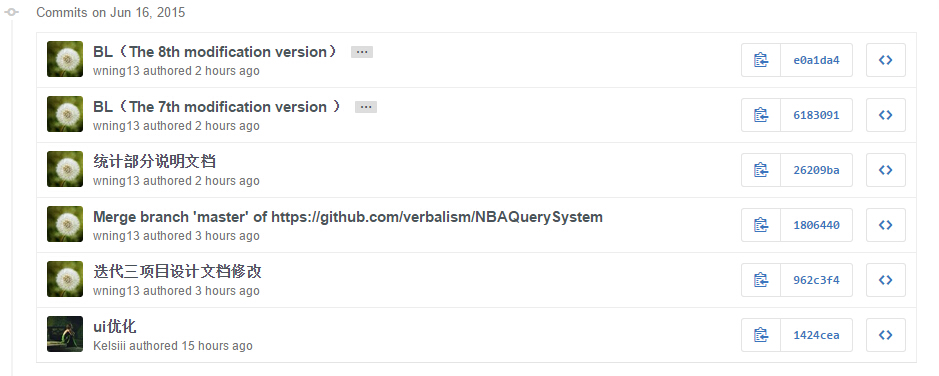 Commits on Jun 16, 2015
BL（The 8th modification version） …
wning13 authored 2 hours ago
e0a1da4
BL（The 7th modification version ） …
wning13 authored 2 hours ago
6183091
统计部分说明文档
wning13 authored 2 hours ago
26209ba
Merge branch 'master' of https://github.com/verbalism/NBAQuerySystem
wning13 authored 3 hours ago
1806440
迭代三项目设计文档修改
wning13 authored 3 hours ago
962c3f4
ui优化
Kelsiii authored 15 hours ago
1424cea